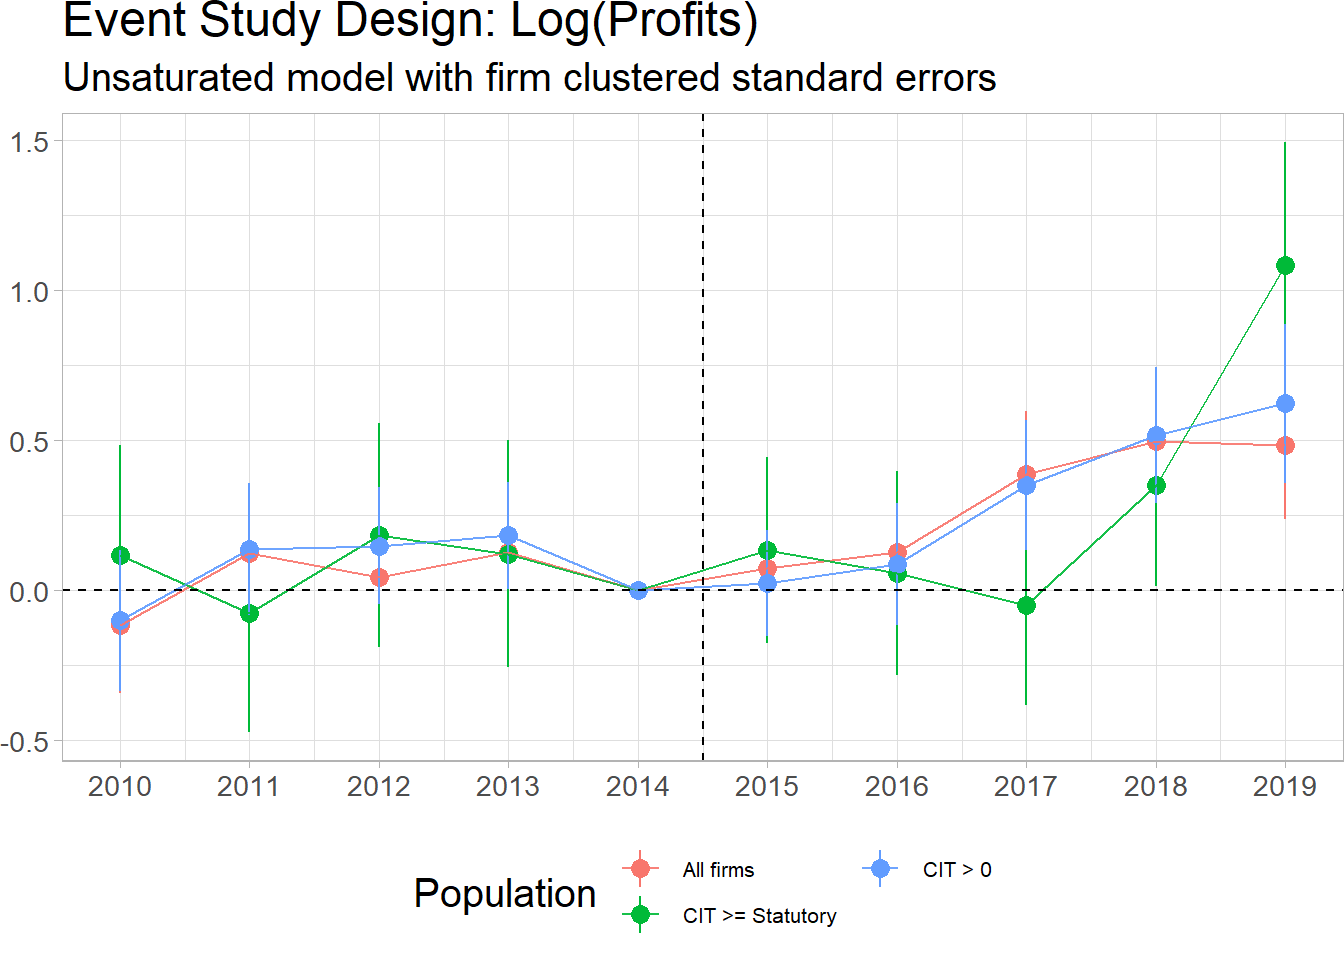 Event Study Design: Log(Profits)
Unsaturated model with firm clustered standard errors
1.5
1.0
0.5
0.0
-0.5
2010 2011 2012 2013 2014 2015 2016 2017 2018 2019
Population
All firms
CIT >= Statutory
CIT > 0